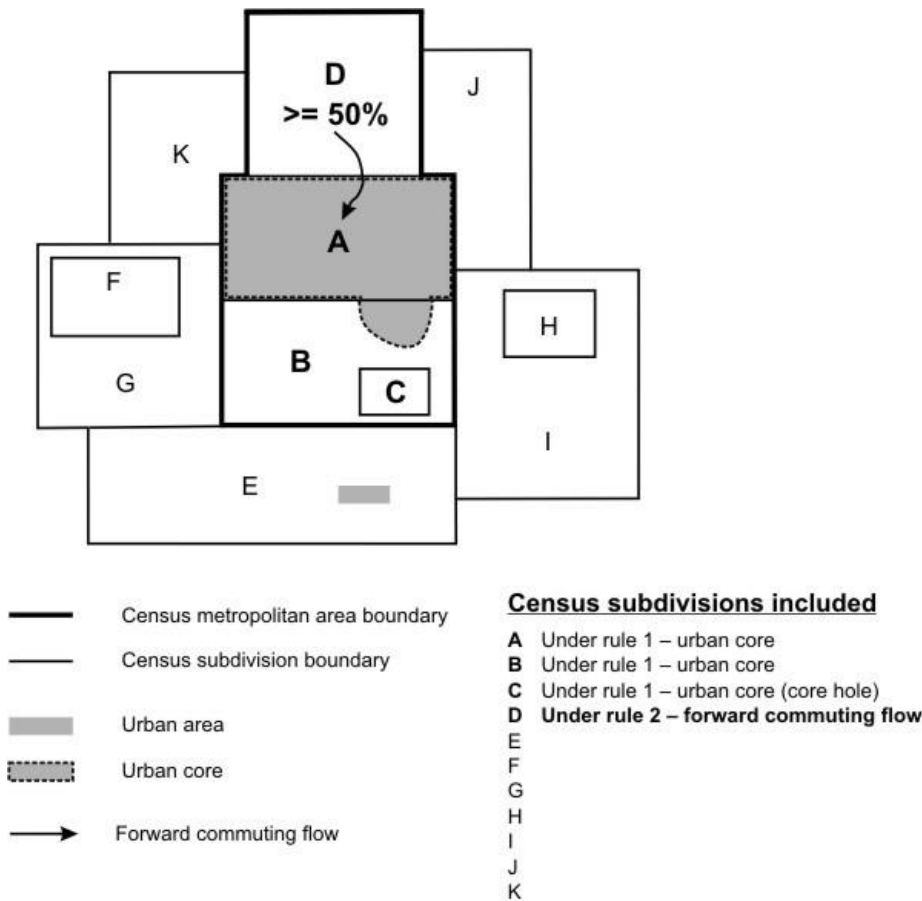 D
>= 50%
J
K
A
F
H
B
G
C
I
E
Census metropolitan area boundary
Census subdivision boundary
Urban area
Urban core
Forward commuting flow
Census subdivisions included
A Under rule 1 – urban core
B Under rule 1 – urban core
C Under rule 1 – urban core (core hole)
D Under rule 2 – forward commuting flow
E
F
G
H
I
J
K